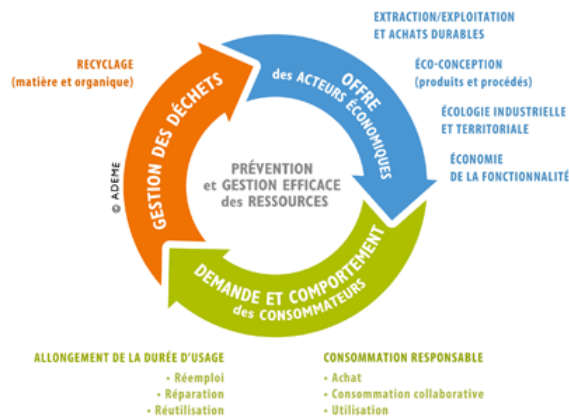 EXTRACTION/EXPLOITATION
ET ACHATS DURABLES
RECYCLAGE
(matière et organique)
ÉCO-CONCEPTION
(produits et procédés)
ÉCOLOGIE INDUSTRIELLE
ET TERRITORIALE
ÉCONOMIE
DE LA FONCTIONNALITÉ
OFFRE
des ACTEURS ÉCONOMIQUES
GESTION DES DÉCHETS
© ADEME
PRÉVENTION
et GESTION EFFICACE
des RESSOURCES
DEMANDE ET COMPORTEMENT
des CONSOMMATEURS
ALLONGEMENT DE LA DURÉE D'USAGE
• Réemploi
• Réparation
• Réutilisation
CONSOMMATION RESPONSABLE
• Achat
• Consommation collaborative
• Utilisation